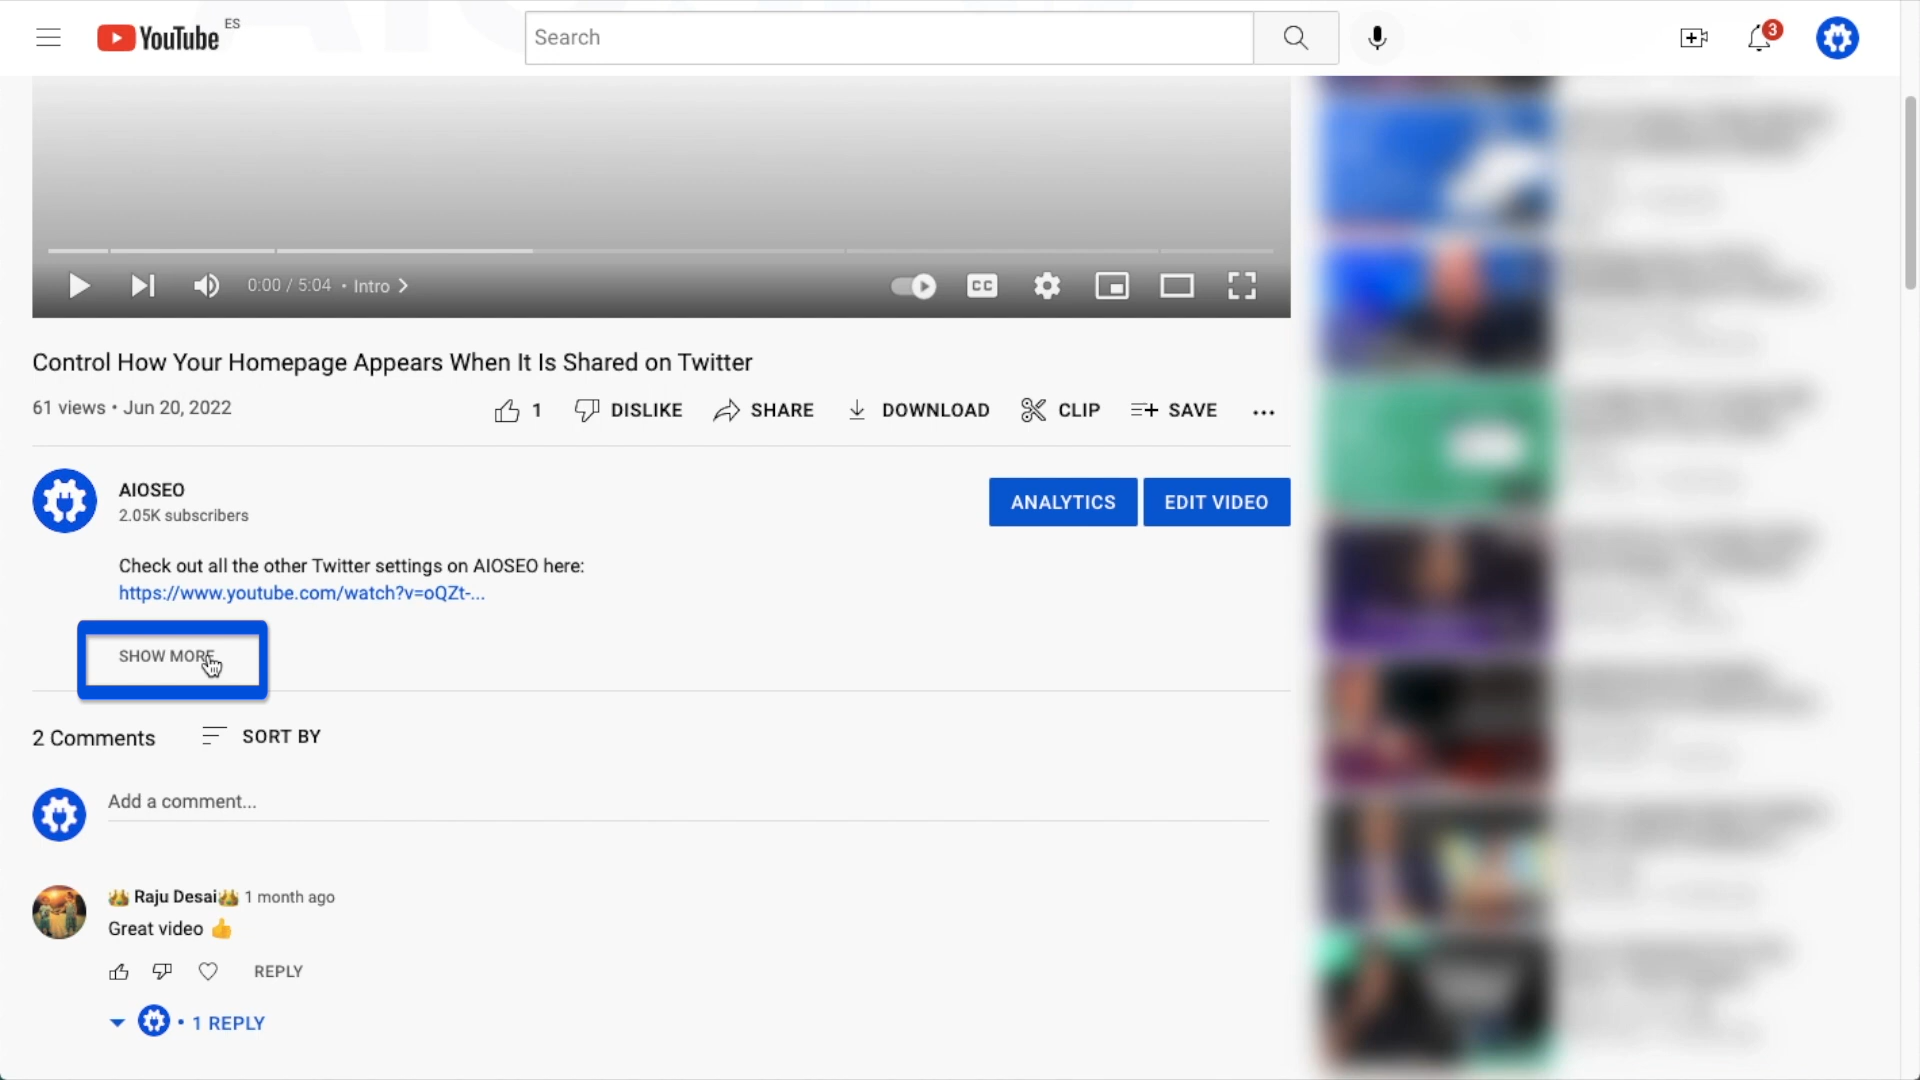 YouTube ES
Search
3
0:00 / 5:04 • Intro
CC
Control How Your Homepage Appears When It Is Shared on Twitter
61 views • Jun 20, 2022
1 DISLIKE SHARE DOWNLOAD CLIP SAVE ...
AIOSEO
2.05K subscribers
ANALYTICS EDIT VIDEO
Check out all the other Twitter settings on AIOSEO here:
https://www.youtube.com/watch?v=oQZt-...
SHOW MORE
2 Comments SORT BY
Add a comment...
👑 Raju Desai👑 1 month ago
Great video 👍
REPLY
• 1 REPLY